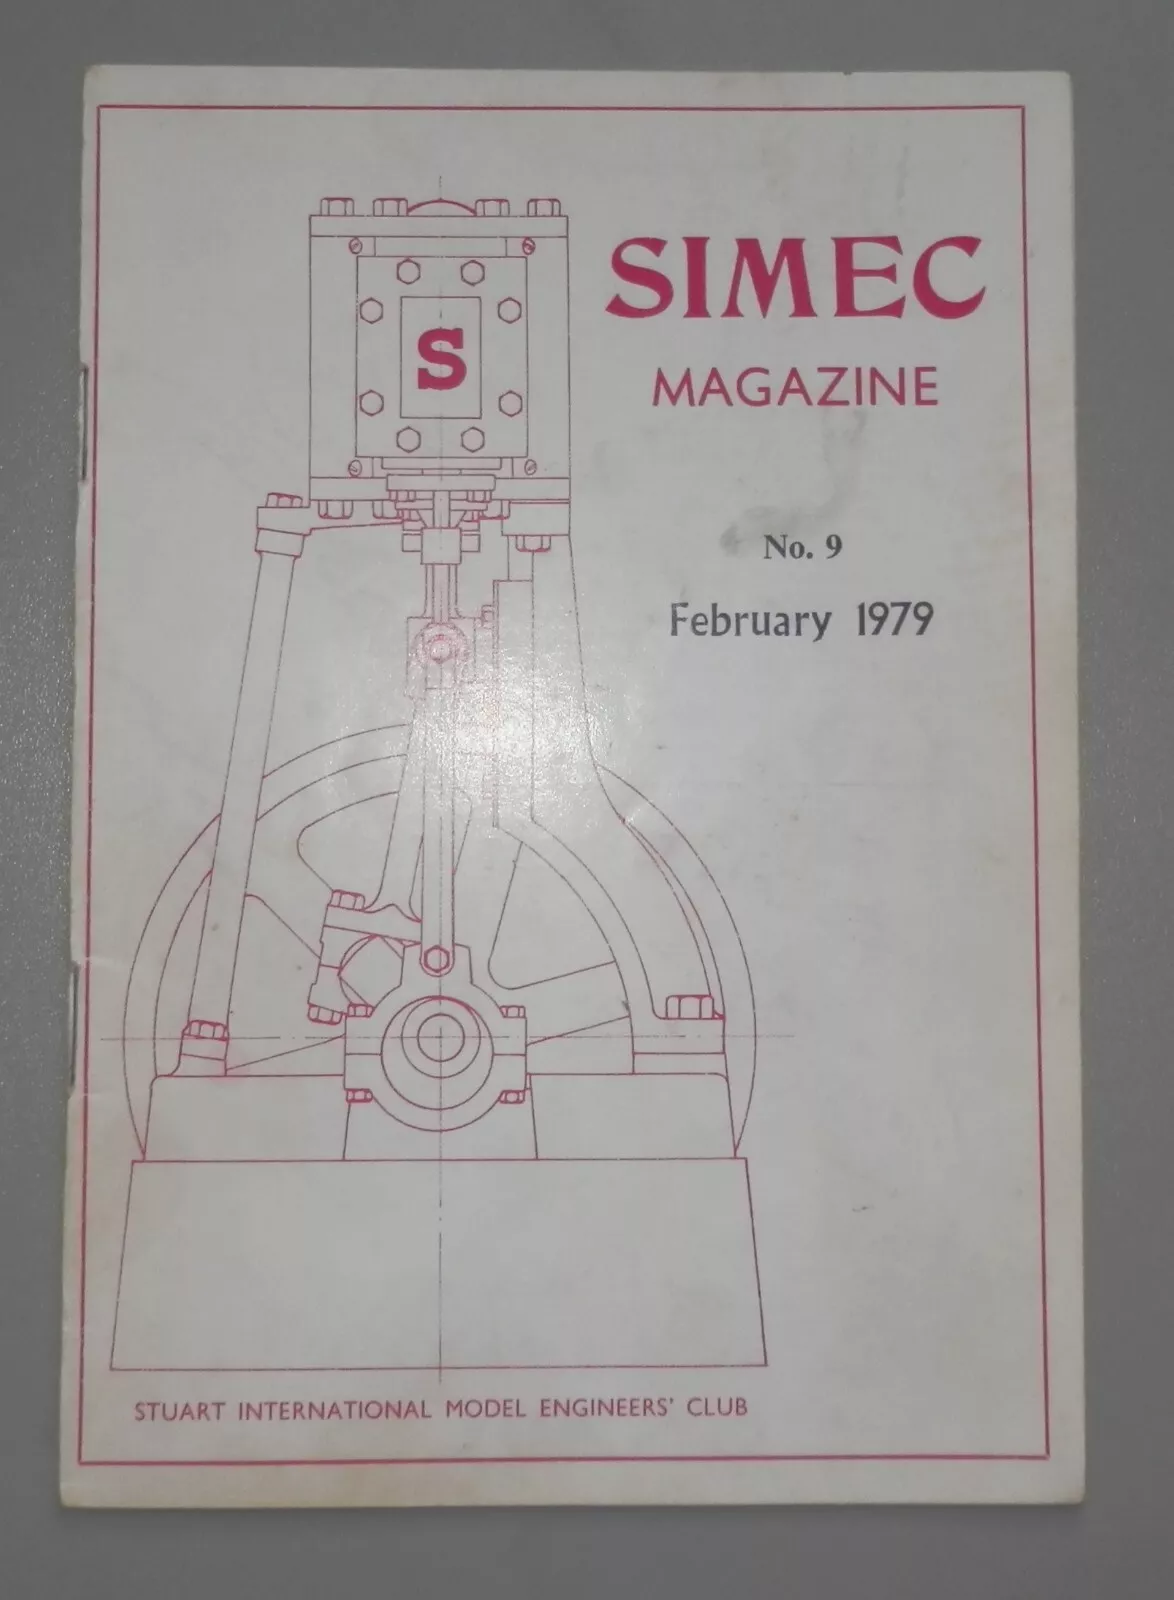 SIMEC
MAGAZINE
S
No. 9
February 1979
STUART INTERNATIONAL MODEL ENGINEERS' CLUB